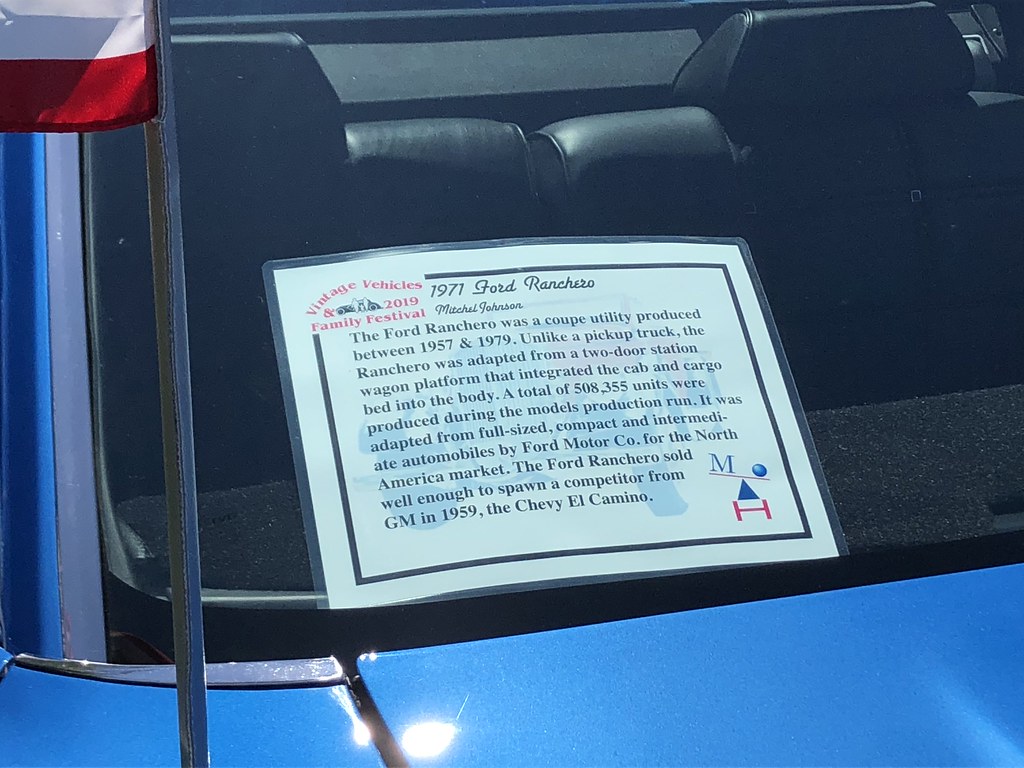 Vintage Vehicles
& 2019
Family Festival
1971 Ford Ranchero
Mitchel Johnson
The Ford Ranchero was a coupe utility produced
between 1957 & 1979. Unlike a pickup truck, the
Ranchero was adapted from a two-door station
wagon platform that integrated the cab and cargo
bed into the body. A total of 508,355 units were
produced during the models production run. It was
adapted from full-sized, compact and intermedi-
ate automobiles by Ford Motor Co. for the North
America market. The Ford Ranchero sold
well enough to spawn a competitor from
GM in 1959, the Chevy El Camino.
M
H